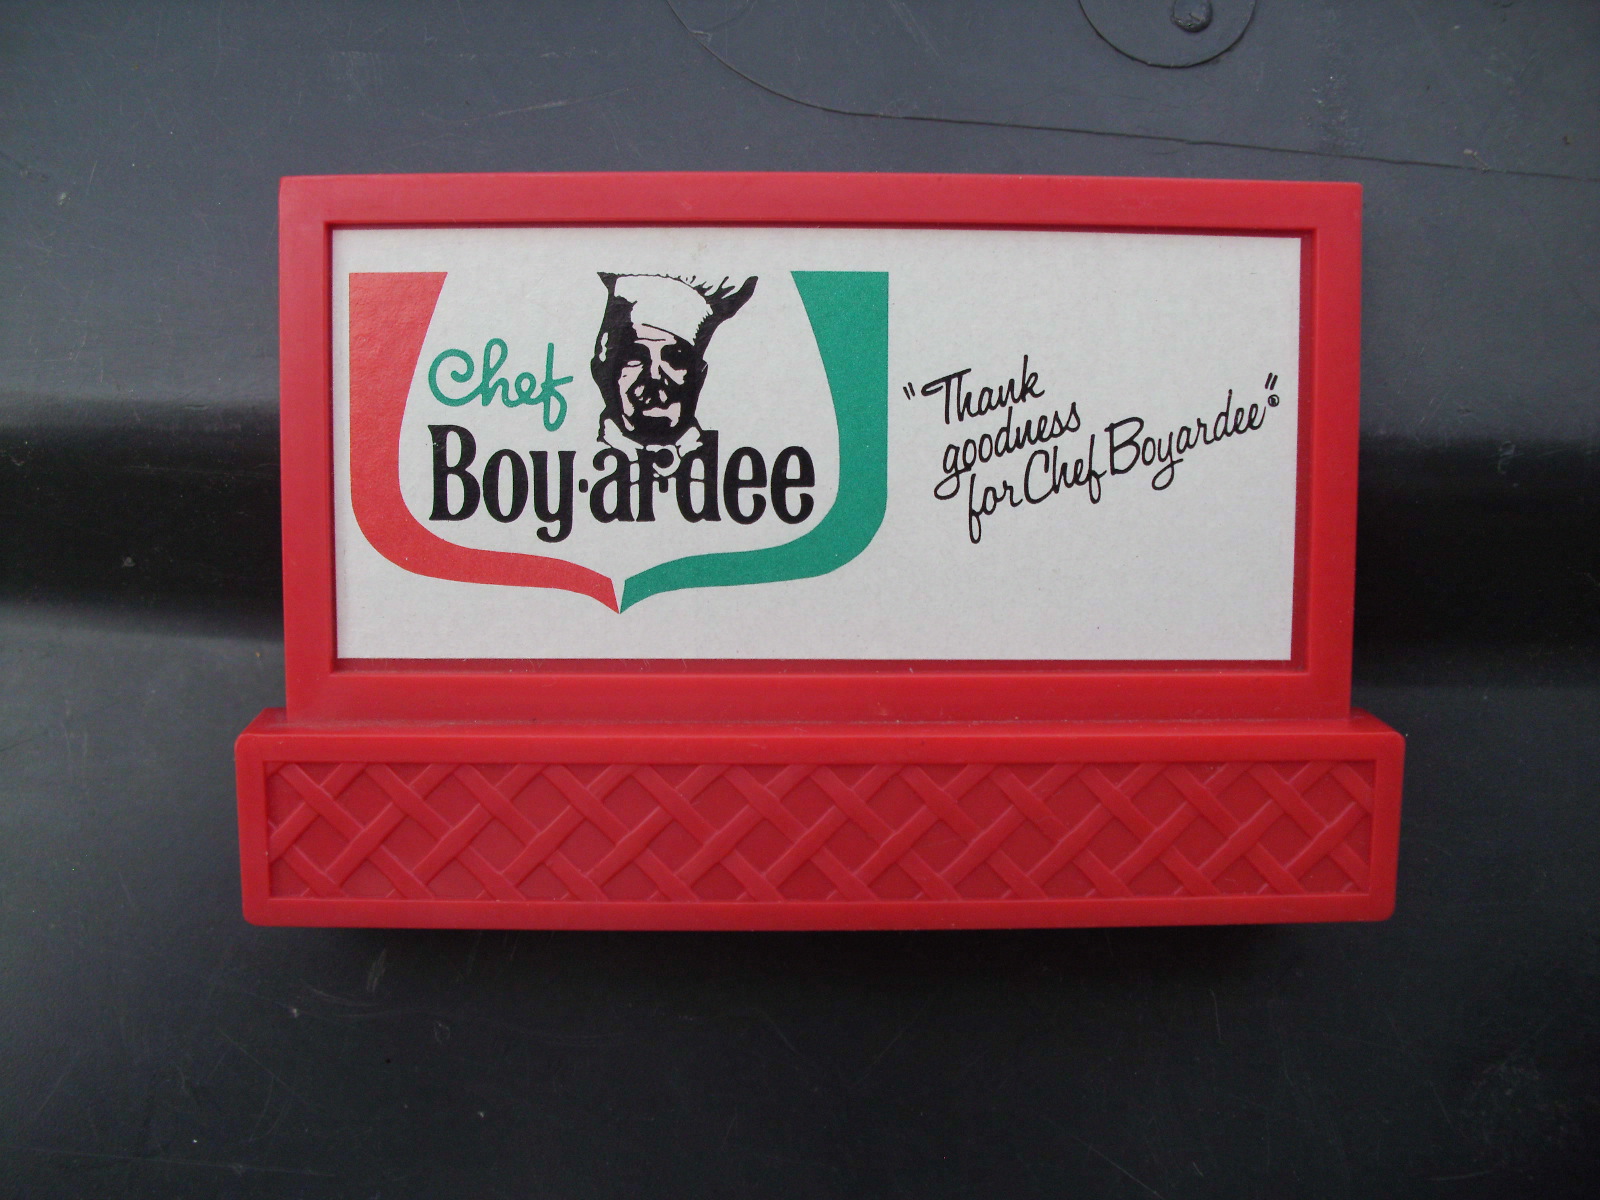 Chef
Boy·ar·dee
"Thank
goodness
for Chef Boyardee"®